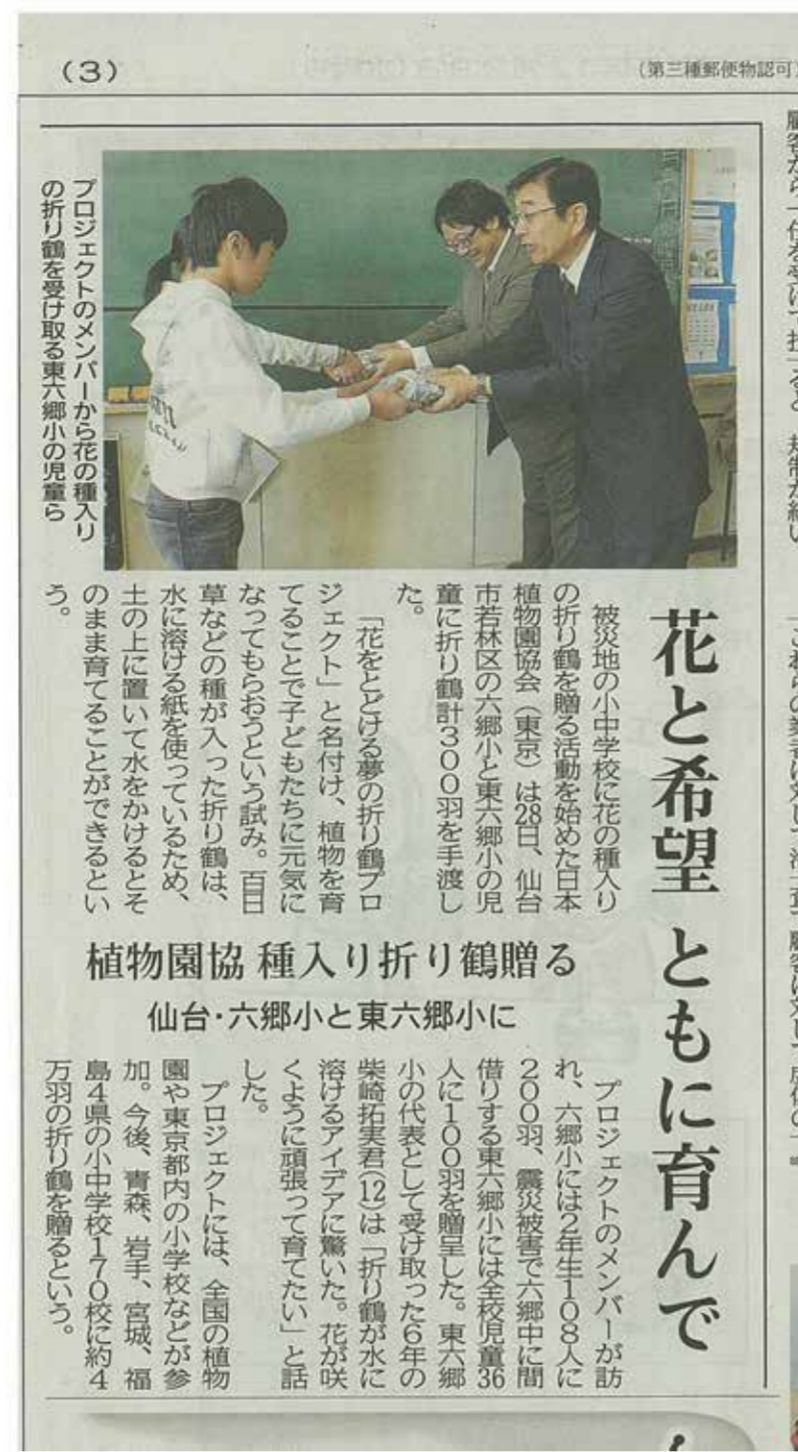 (3)
(第三種郵便物認可)
花と希望 ともに育んで
植物園協 種入り折り鶴贈る
仙台・六郷小と東六郷小に
プロジェクトのメンバーから花の種入り
の折り鶴を受け取る東六郷小の児童ら
被災地の小中学校に花の種入り
の折り鶴を贈る活動を始めた日本
植物園協会(東京)は28日、仙台
市若林区の六郷小と東六郷小の児
童に折り鶴計300羽を手渡し
た。
「花をとどける夢の折り鶴プロ
ジェクト」と名付け、植物を育
てることで子どもたちに元気に
なってもらおうという試み。百日
草などの種が入った折り鶴は、
水に溶ける紙を使っているため、
土の上に置いて水をかけるとそ
のまま育てることができるとい
う。
プロジェクトのメンバーが訪
れ、六郷小には2年生108人に
200羽、震災被害で六郷中に間
借りする東六郷小には全校児童36
人に100羽を贈呈した。東六郷
小の代表として受け取った6年の
柴崎拓実君(12)は「折り鶴が水に
溶けるアイデアに驚いた。花が咲
くように頑張って育てたい」と話
した。
プロジェクトには、全国の植物
園や東京都内の小学校などが参
加。今後、青森、岩手、宮城、福
島4県の小中学校170校に約4
万羽の折り鶴を贈るという。